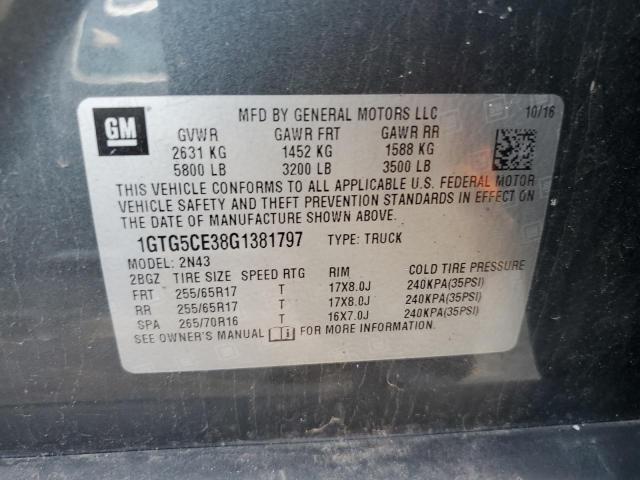 GM
MFD BY GENERAL MOTORS LLC 10/16
GVWR GAWR FRT GAWR RR
2631 KG 1452 KG 1588 KG
5800 LB 3200 LB 3500 LB
THIS VEHICLE CONFORMS TO ALL APPLICABLE U.S. FEDERAL MOTOR
VEHICLE SAFETY AND THEFT PREVENTION STANDARDS IN EFFECT ON
THE DATE OF MANUFACTURE SHOWN ABOVE.
1GTG5CE38G1381797 TYPE: TRUCK
MODEL: 2N43
2BGZ TIRE SIZE SPEED RTG RIM COLD TIRE PRESSURE
FRT 255/65R17 T 17X8.0J 240KPA(35PSI)
RR 255/65R17 T 17X8.0J 240KPA(35PSI)
SPA 265/70R16 T 16X7.0J 240KPA(35PSI)
SEE OWNER'S MANUAL FOR MORE INFORMATION.